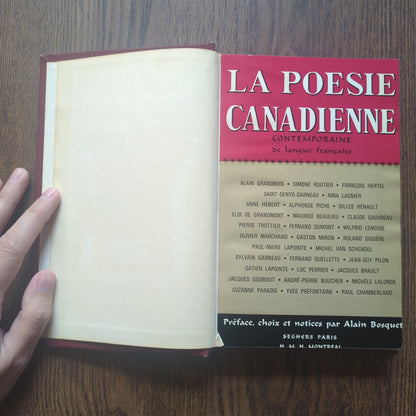 LA POESIE
CANADIENNE
CONTEMPORAINE
de langue française
ALAIN GRANDBOIS • SIMONE ROUTIER • FRANÇOIS HERTEL
SAINT-DENYS-GARNEAU • RINA LASNIER
ANNE HÉBERT • ALPHONSE PICHÉ • GILLES HÉNAULT
ELOI DE GRANDMONT • MAURICE BEAULIEU • CLAUDE GAUVREAU
PIERRE TROTTIER • FERNAND DUMONT • WILFRID LEMOINE
OLIVIER MARCHAND • GASTON MIRON • ROLAND GIGUÈRE
PAUL-MARIE LAPOINTE • MICHEL VAN SCHENDEL
SYLVAIN GARNEAU • FERNAND OUELLETTE • JEAN-GUY PILON
GATIEN LAPOINTE • LUC PERRIER • JACQUES BRAULT
JACQUES GODBOUT • ANDRÉ-PIERRE BOUCHER • MICHÈLE LALONDE
SUZANNE PARADIS • YVES PRÉFONTAINE • PAUL CHAMBERLAND
Préface, choix et notices par Alain Bosquet
SEGHERS PARIS
H. M. H. MONTREAL